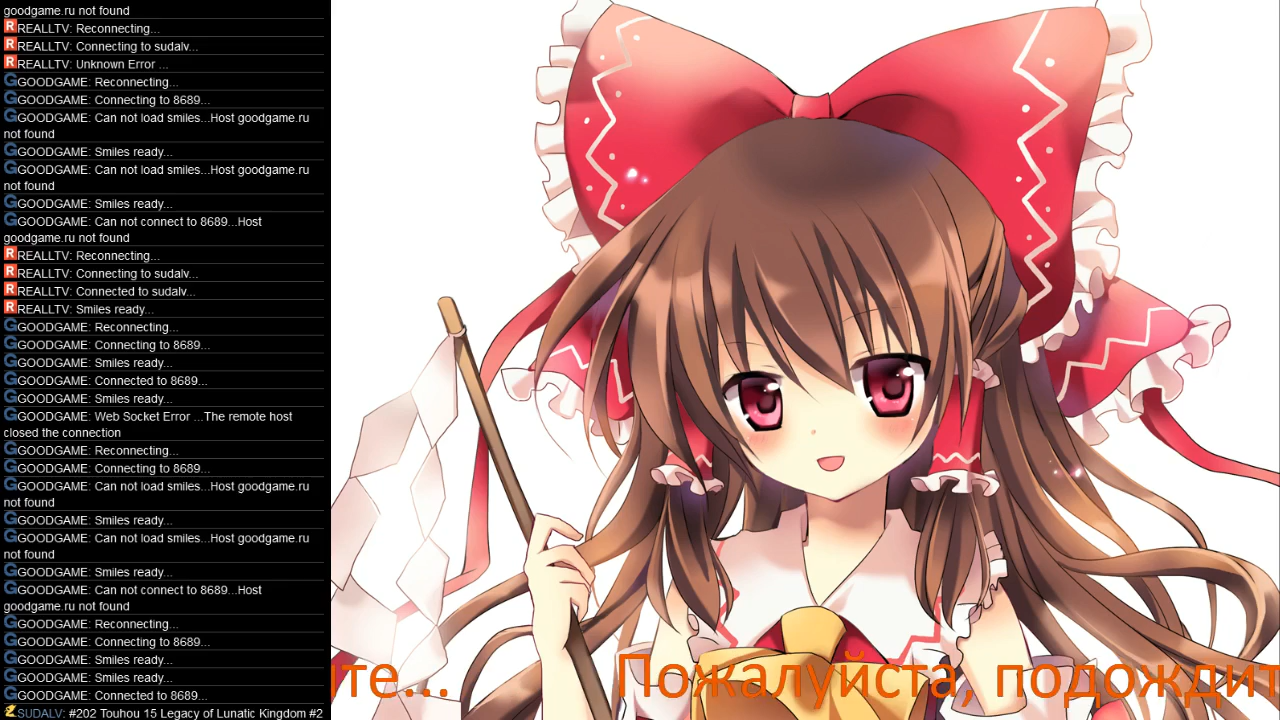 goodgame.ru not found
REALLTV: Reconnecting...
REALLTV: Connecting to sudalv...
REALLTV: Unknown Error ...
GOODGAME: Reconnecting...
GOODGAME: Connecting to 8689...
GOODGAME: Can not load smiles...Host goodgame.ru
not found
GOODGAME: Smiles ready...
GOODGAME: Can not load smiles...Host goodgame.ru
not found
GOODGAME: Smiles ready...
GOODGAME: Can not connect to 8689...Host
goodgame.ru not found
REALLTV: Reconnecting...
REALLTV: Connecting to sudalv...
REALLTV: Connected to sudalv...
REALLTV: Smiles ready...
GOODGAME: Reconnecting...
GOODGAME: Connecting to 8689...
GOODGAME: Smiles ready...
GOODGAME: Connected to 8689...
GOODGAME: Smiles ready...
GOODGAME: Web Socket Error ...The remote host
closed the connection
GOODGAME: Reconnecting...
GOODGAME: Connecting to 8689...
GOODGAME: Can not load smiles...Host goodgame.ru
not found
GOODGAME: Smiles ready...
GOODGAME: Can not load smiles...Host goodgame.ru
not found
GOODGAME: Smiles ready...
GOODGAME: Can not connect to 8689...Host
goodgame.ru not found
GOODGAME: Reconnecting...
GOODGAME: Connecting to 8689...
GOODGAME: Smiles ready...
GOODGAME: Smiles ready...
GOODGAME: Connected to 8689...
SUDALV: #202 Touhou 15 Legacy of Lunatic Kingdom #2
йте... Пожалуйста, подождит